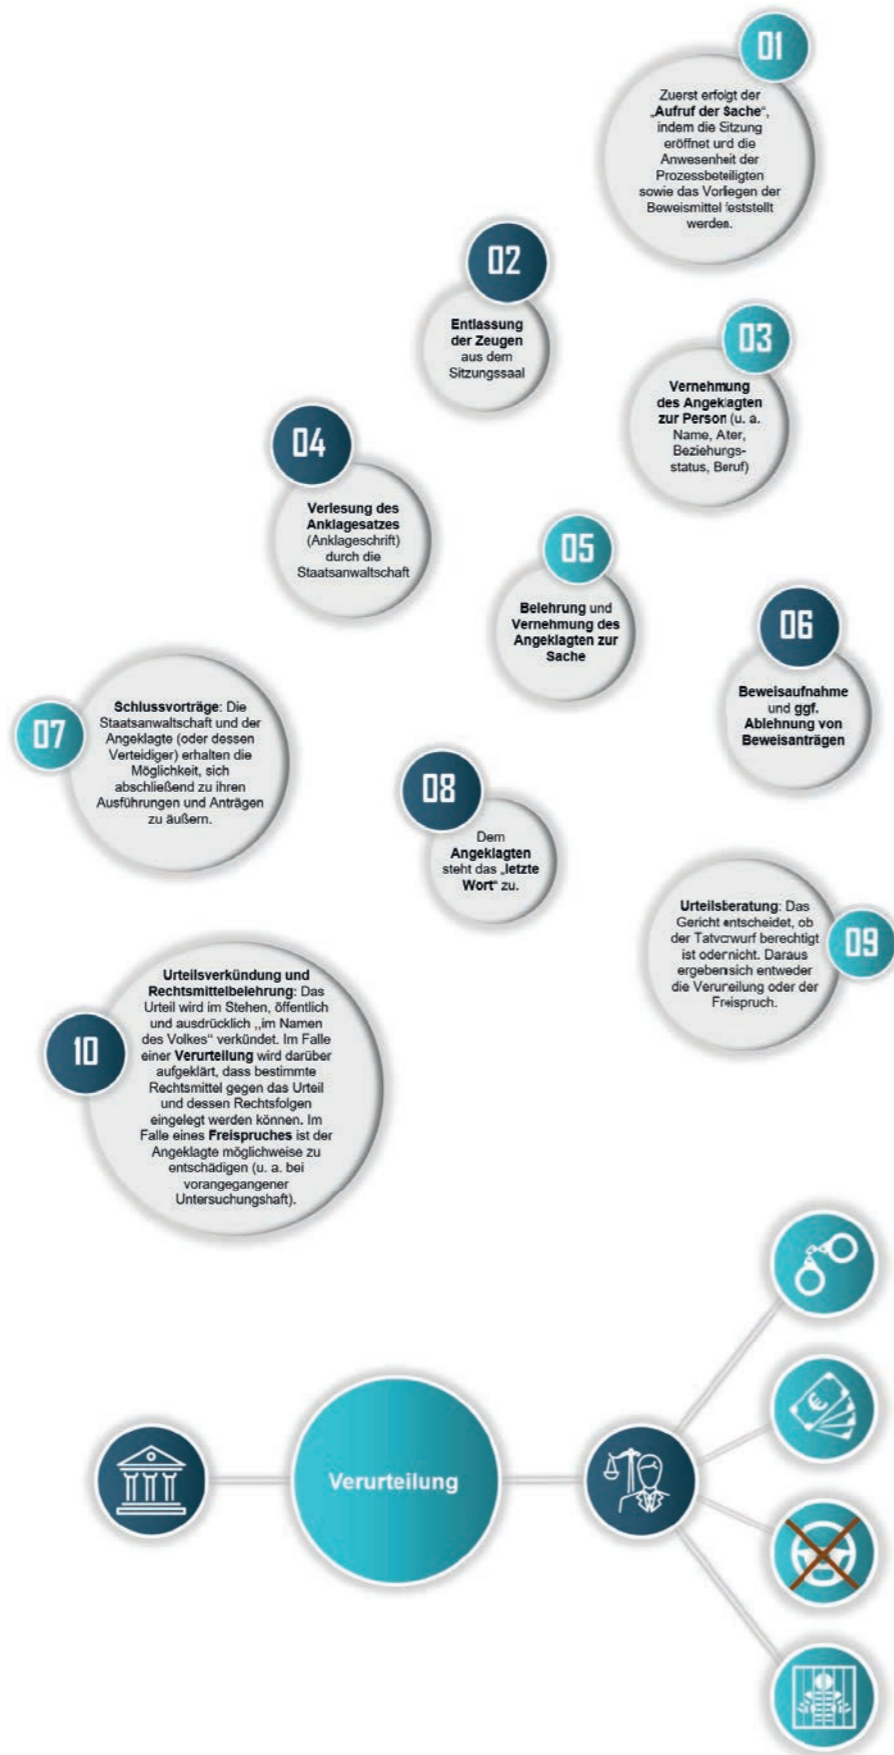 01
Zuerst erfolgt der
„Aufruf der Sache“,
indem die Sitzung
eröffnet und die
Anwesenheit der
Prozessbeteiligten
sowie das Vorliegen der
Beweismittel feststellt
werden.
02
Entlassung
der Zeugen
aus dem
Sitzungssaal
03
Vernehmung
des Angeklagten
zur Person (u. a.
Name, Ater,
Beziehungs-
status, Beruf)
04
Verlesung des
Anklagesatzes
(Anklageschrift)
durch die
Staatsanwaltschaft
05
Belehrung und
Vernehmung des
Angeklagten zur
Sache
06
Beweisaufnahme
und ggf.
Ablehnung von
Beweisanträgen
07
Schlussvorträge: Die
Staatsanwaltschaft und der
Angeklagte (oder dessen
Verteidiger) erhalten die
Möglichkeit, sich
abschließend zu ihren
Ausführungen und Anträgen
zu äußern.
08
Dem
Angeklagten
steht das „letzte
Wort“ zu.
09
Urteilsberatung: Das
Gericht entscheidet, ob
der Tatvorwurf berechtigt
ist oder nicht. Daraus
ergeben sich entweder
die Verurteilung oder der
Freispruch.
10
Urteilsverkündung und
Rechtsmittelbelehrung: Das
Urteil wird im Stehen, öffentlich
und ausdrücklich „im Namen
des Volkes“ verkündet. Im Falle
einer Verurteilung wird darüber
aufgeklärt, dass bestimmte
Rechtsmittel gegen das Urteil
und dessen Rechtsfolgen
eingelegt werden können. Im
Falle eines Freispruches ist der
Angeklagte möglichweise zu
entschädigen (u. a. bei
vorangegangener
Untersuchungshaft).
Verurteilung